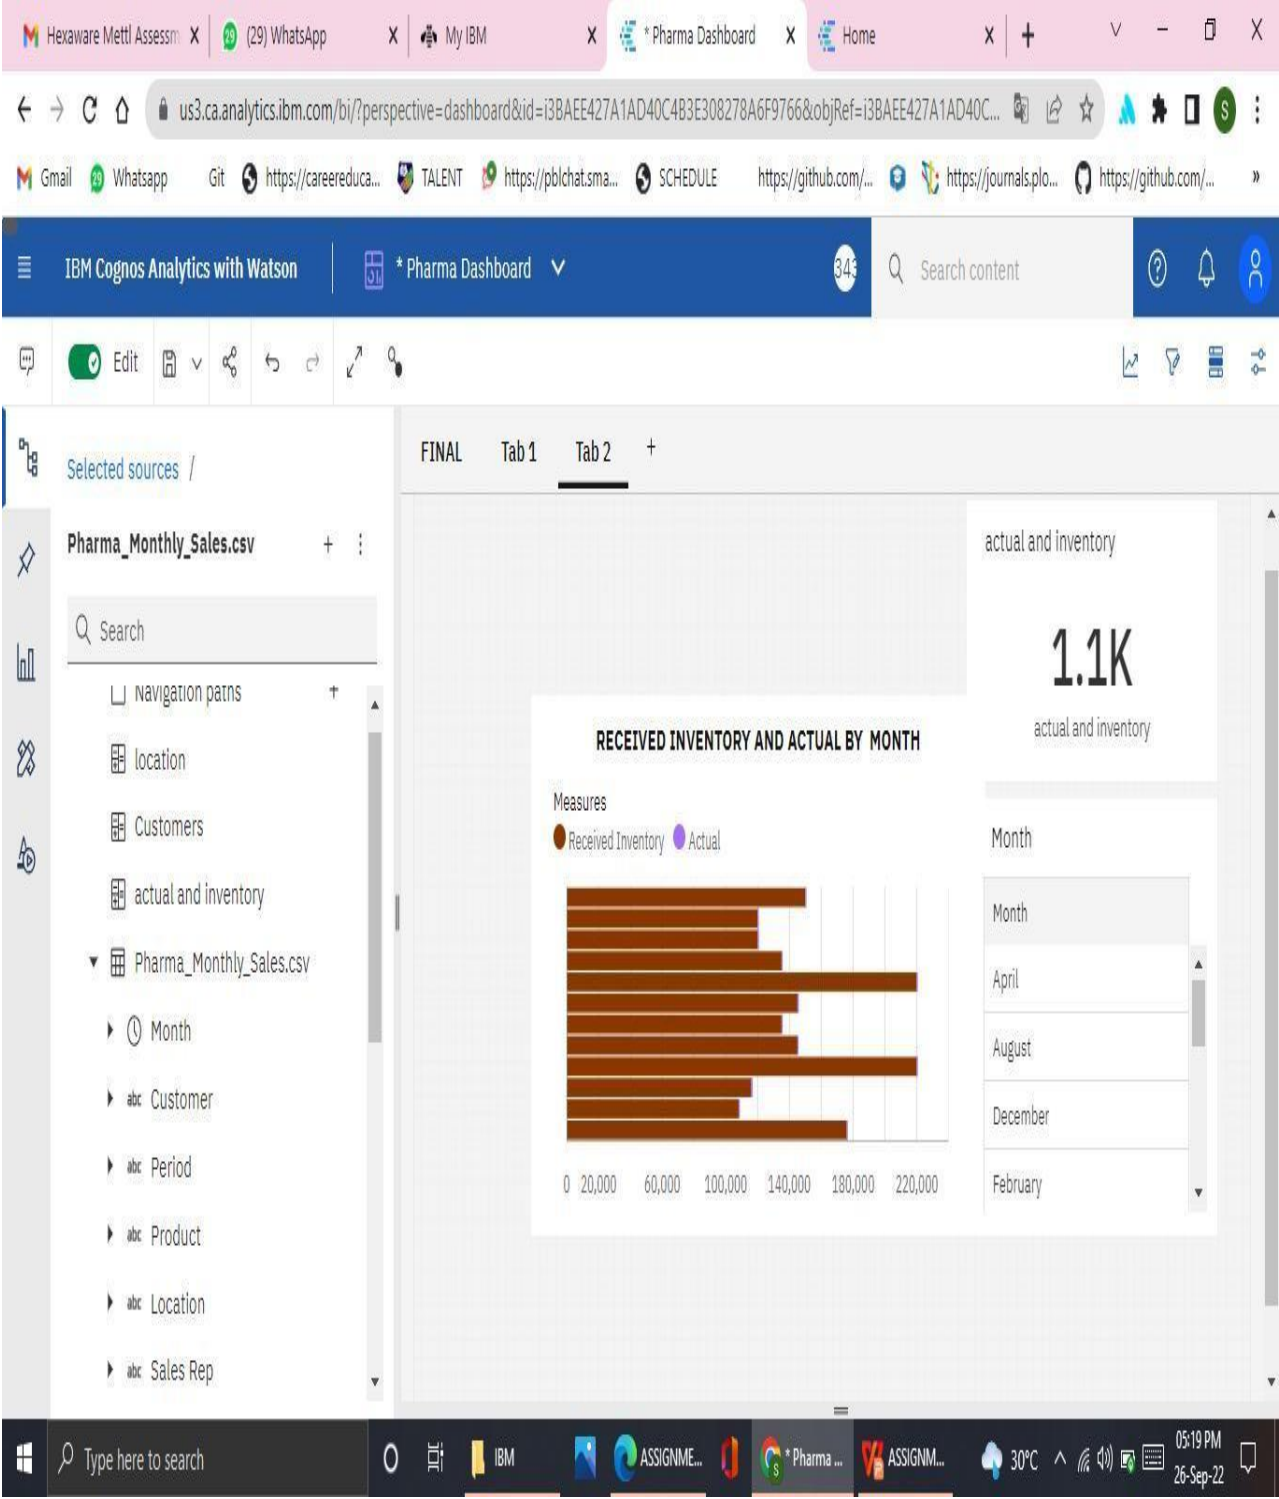 Hexaware Mettl Assessm
(29) WhatsApp
My IBM
* Pharma Dashboard
Home
us3.ca.analytics.ibm.com/bi/?perspective=dashboard&id=i3BAEE427A1AD40C4B3E308278A6F9766&objRef=i3BAEE427A1AD40C...
S
Gmail
Whatsapp
Git
https://careereduca...
TALENT
https://pblchat.sma...
SCHEDULE
https://github.com/...
https://journals.plo...
https://github.com/...
IBM Cognos Analytics with Watson
* Pharma Dashboard
343
Search content
Edit
Selected sources /
FINAL
Tab 1
Tab 2
Pharma_Monthly_Sales.csv
Search
Navigation paths
location
Customers
actual and inventory
Pharma_Monthly_Sales.csv
Month
abc Customer
abc Period
abc Product
abc Location
abc Sales Rep
actual and inventory
1.1K
actual and inventory
RECEIVED INVENTORY AND ACTUAL BY MONTH
Measures
Received Inventory
Actual
0 20,000 60,000 100,000 140,000 180,000 220,000
Month
Month
April
August
December
February
Type here to search
IBM
ASSIGNME...
* Pharma ...
ASSIGNM...
30°C
05:19 PM
26-Sep-22